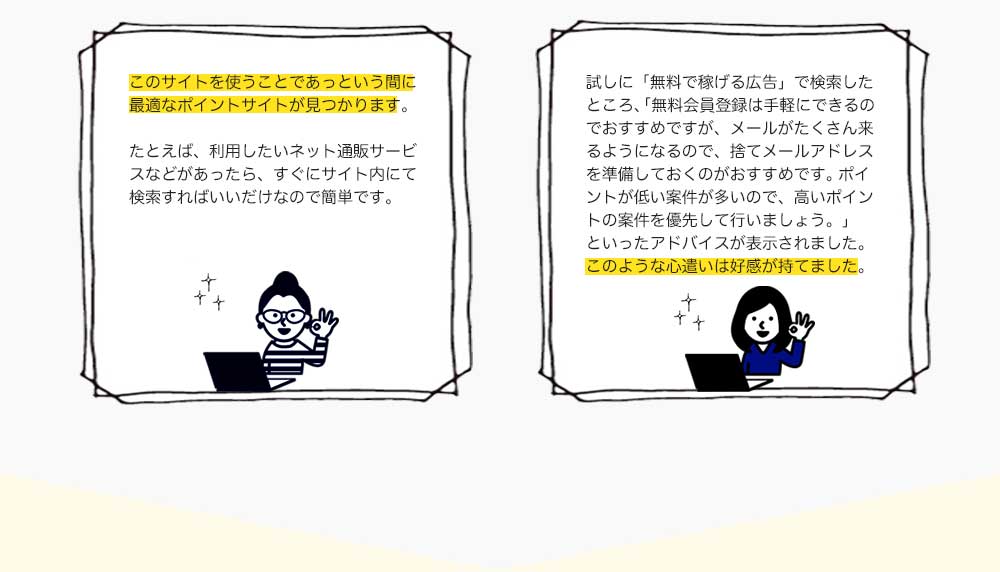 このサイトを使うことであっという間に
最適なポイントサイトが見つかります。
たとえば、利用したいネット通販サービ
スなどがあったら、すぐにサイト内にて
検索すればいいだけなので簡単です。
試しに「無料で稼げる広告」で検索した
ところ、「無料会員登録は手軽にできるの
でおすすめですが、メールがたくさん来
るようになるので、捨てメールアドレス
を準備しておくのがおすすめです。ポイ
ントが低い案件が多いので、高いポイン
トの案件を優先して行いましょう。」
といったアドバイスが表示されました。
このような心遣いは好感が持てました。